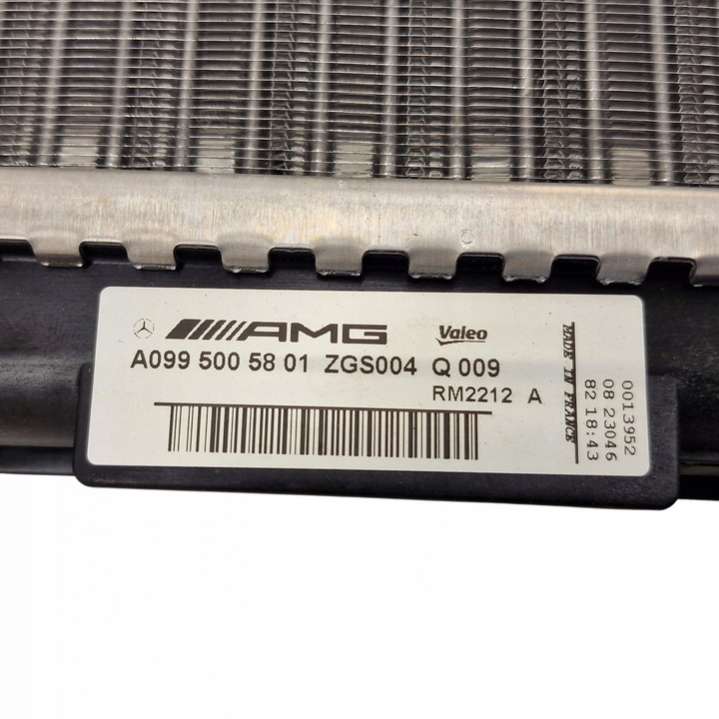 AMG Valeo
A099 500 58 01 ZGS004 Q 009
RM2212 A
MADE IN FRANCE
0013952
08 23046
82 18:43